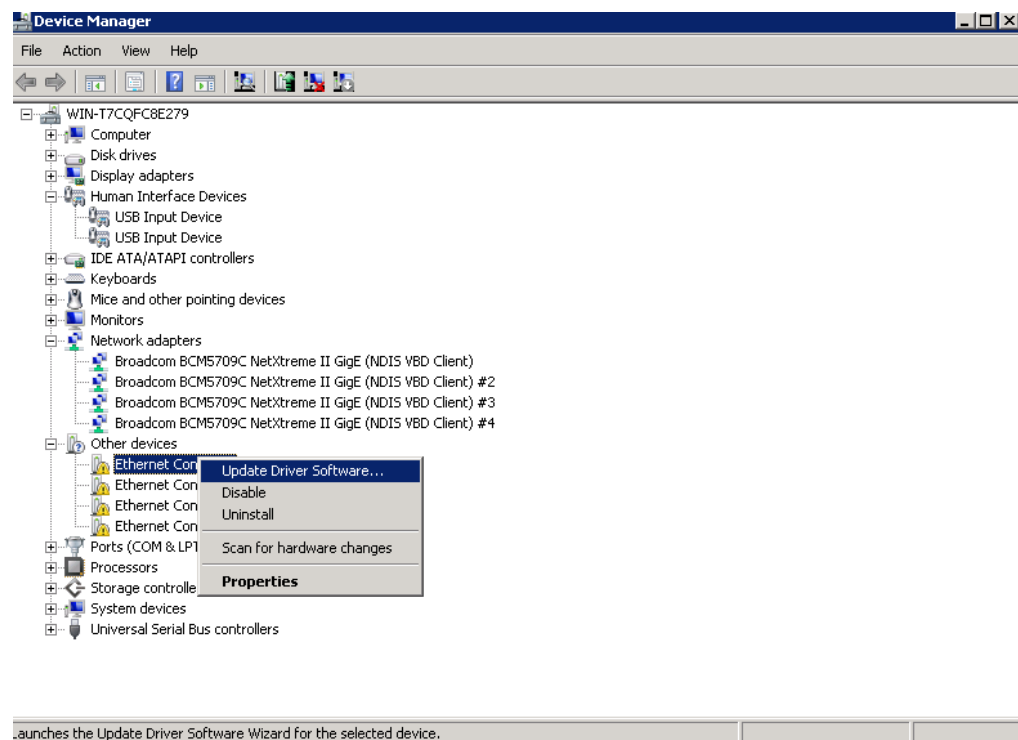 Device Manager
File Action View Help
WIN-T7CQFC8E279
Computer
Disk drives
Display adapters
Human Interface Devices
USB Input Device
USB Input Device
IDE ATA/ATAPI controllers
Keyboards
Mice and other pointing devices
Monitors
Network adapters
Broadcom BCM5709C NetXtreme II GigE (NDIS VBD Client)
Broadcom BCM5709C NetXtreme II GigE (NDIS VBD Client) #2
Broadcom BCM5709C NetXtreme II GigE (NDIS VBD Client) #3
Broadcom BCM5709C NetXtreme II GigE (NDIS VBD Client) #4
Other devices
Ethernet Con
Ethernet Con
Ethernet Con
Ethernet Con
Ports (COM & LPT
Processors
Storage controlle
System devices
Universal Serial Bus controllers
Update Driver Software...
Disable
Uninstall
Scan for hardware changes
Properties
Launches the Update Driver Software Wizard for the selected device.